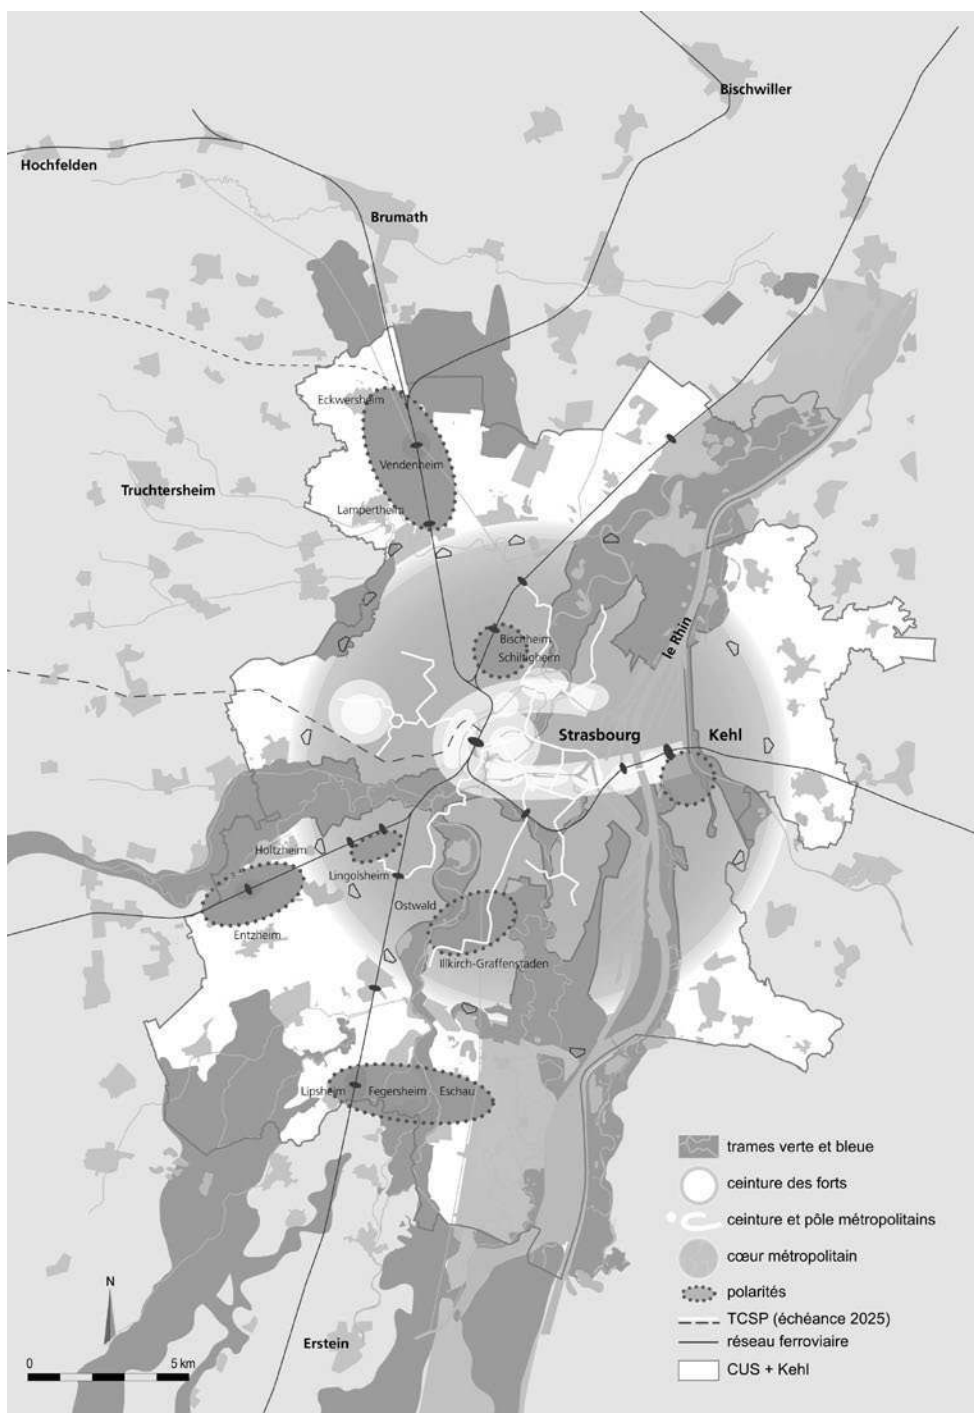 Bischwiller
Hochfelden
Brumath
Eckwersheim
Vendenheim
Truchtersheim
Lampertheim
le Rhin
Bischheim
Schiltigheim
Strasbourg
Kehl
Holtzheim
Lingolsheim
Ostwald
Entzheim
Illkirch-Graffenstaden
Lipsheim
Fegersheim
Eschau
trames verte et bleue
ceinture des forts
ceinture et pôle métropolitains
cœur métropolitain
polarités
TCSP (échéance 2025)
réseau ferroviaire
CUS + Kehl
N
Erstein
0
5 km